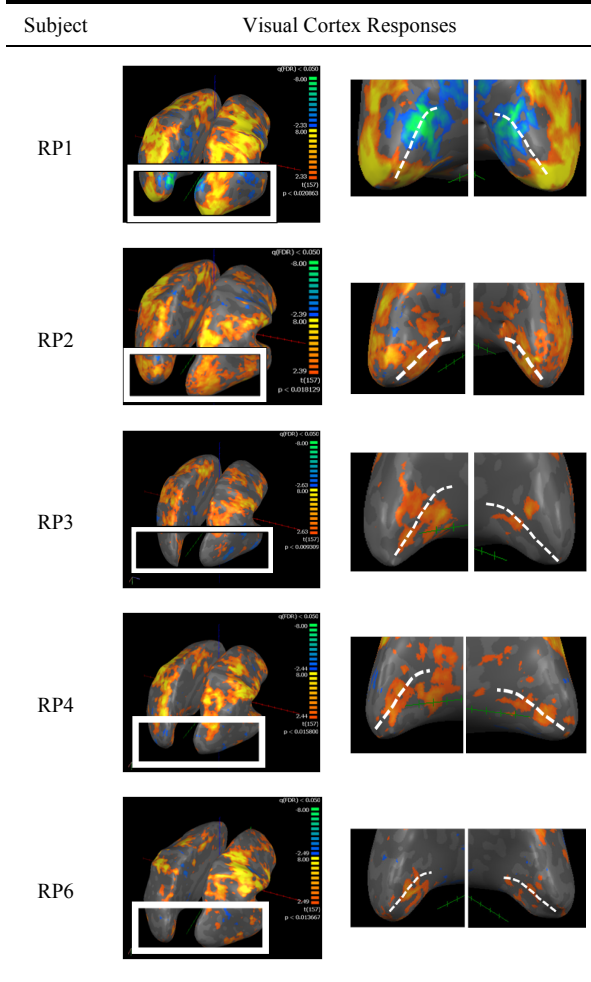 Subject Visual Cortex Responses
RP1
q(FDR) < 0.050
-8.00
-2.33
8.00
2.33
t(157)
p < 0.020863
RP2
q(FDR) < 0.050
-8.00
-2.39
8.00
2.39
t(157)
p < 0.018129
RP3
q(FDR) < 0.050
-8.00
-2.63
8.00
2.63
t(157)
p < 0.009309
RP4
q(FDR) < 0.050
-8.00
-2.44
8.00
2.44
t(157)
p < 0.015800
RP6
q(FDR) < 0.050
-8.00
-2.49
8.00
2.49
t(157)
p < 0.013667